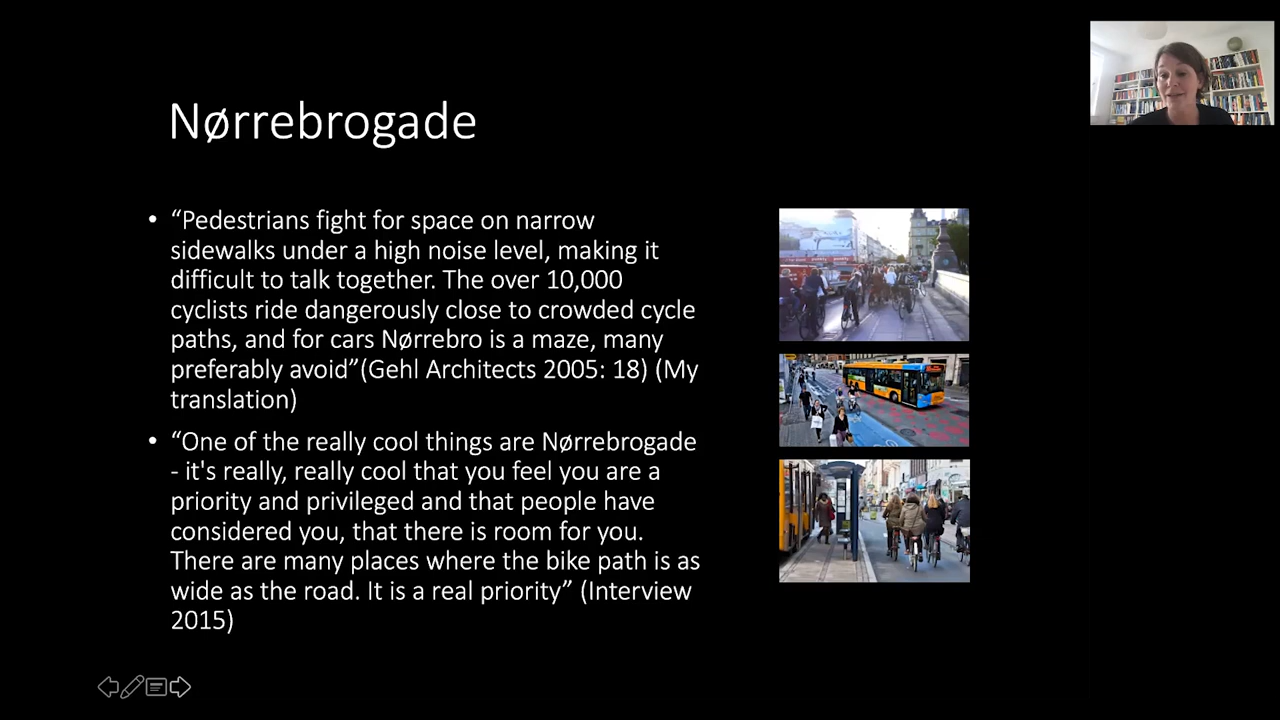 Nørrebrogade
• “Pedestrians fight for space on narrow
sidewalks under a high noise level, making it
difficult to talk together. The over 10,000
cyclists ride dangerously close to crowded cycle
paths, and for cars Nørrebro is a maze, many
preferably avoid”(Gehl Architects 2005: 18) (My
translation)
• “One of the really cool things are Nørrebrogade
- it's really, really cool that you feel you are a
priority and privileged and that people have
considered you, that there is room for you.
There are many places where the bike path is as
wide as the road. It is a real priority” (Interview
2015)